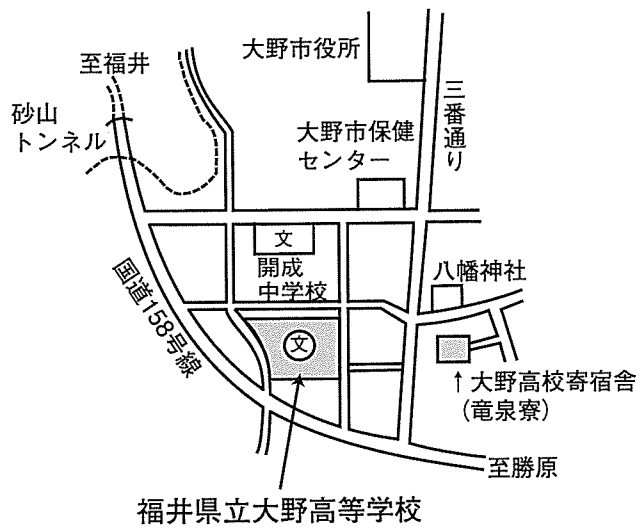 大野市役所
至福井
砂山
トンネル
三番通り
大野市保健
センター
文
開成
中学校
八幡神社
国道158号線
文
↑大野高校寄宿舎
(竜泉寮)
至勝原
福井県立大野高等学校